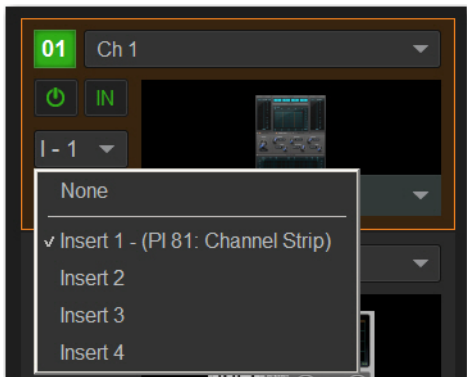 01 Ch 1
IN
I - 1
None
Insert 1 - (PI 81: Channel Strip)
Insert 2
Insert 3
Insert 4